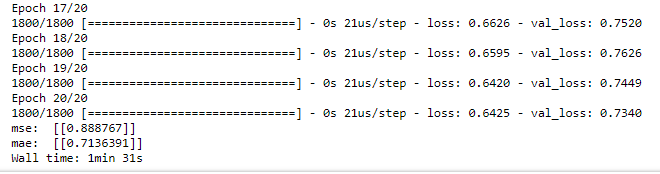 Epoch 17/20
1800/1800 [==============================] - 0s 21us/step - loss: 0.6626 - val_loss: 0.7520
Epoch 18/20
1800/1800 [==============================] - 0s 21us/step - loss: 0.6595 - val_loss: 0.7626
Epoch 19/20
1800/1800 [==============================] - 0s 21us/step - loss: 0.6420 - val_loss: 0.7449
Epoch 20/20
1800/1800 [==============================] - 0s 21us/step - loss: 0.6425 - val_loss: 0.7340
mse:  [[0.888767]]
mae:  [[0.7136391]]
Wall time: 1min 31s